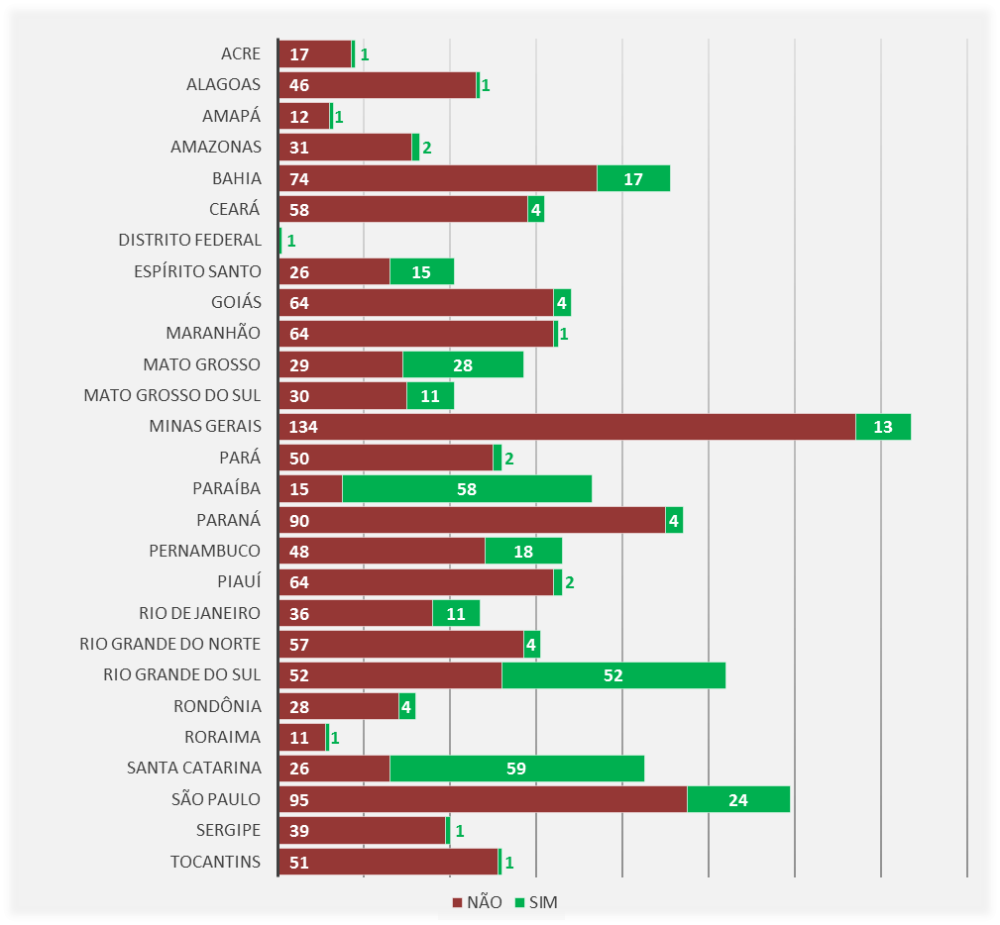 ACRE 17 1
ALAGOAS 46 1
AMAPÁ 12 1
AMAZONAS 31 2
BAHIA 74 17
CEARÁ 58 4
DISTRITO FEDERAL 1
ESPÍRITO SANTO 26 15
GOIÁS 64 4
MARANHÃO 64 1
MATO GROSSO 29 28
MATO GROSSO DO SUL 30 11
MINAS GERAIS 134 13
PARÁ 50 2
PARAÍBA 15 58
PARANÁ 90 4
PERNAMBUCO 48 18
PIAUÍ 64 2
RIO DE JANEIRO 36 11
RIO GRANDE DO NORTE 57 4
RIO GRANDE DO SUL 52 52
RONDÔNIA 28 4
RORAIMA 11 1
SANTA CATARINA 26 59
SÃO PAULO 95 24
SERGIPE 39 1
TOCANTINS 51 1
NÃO SIM